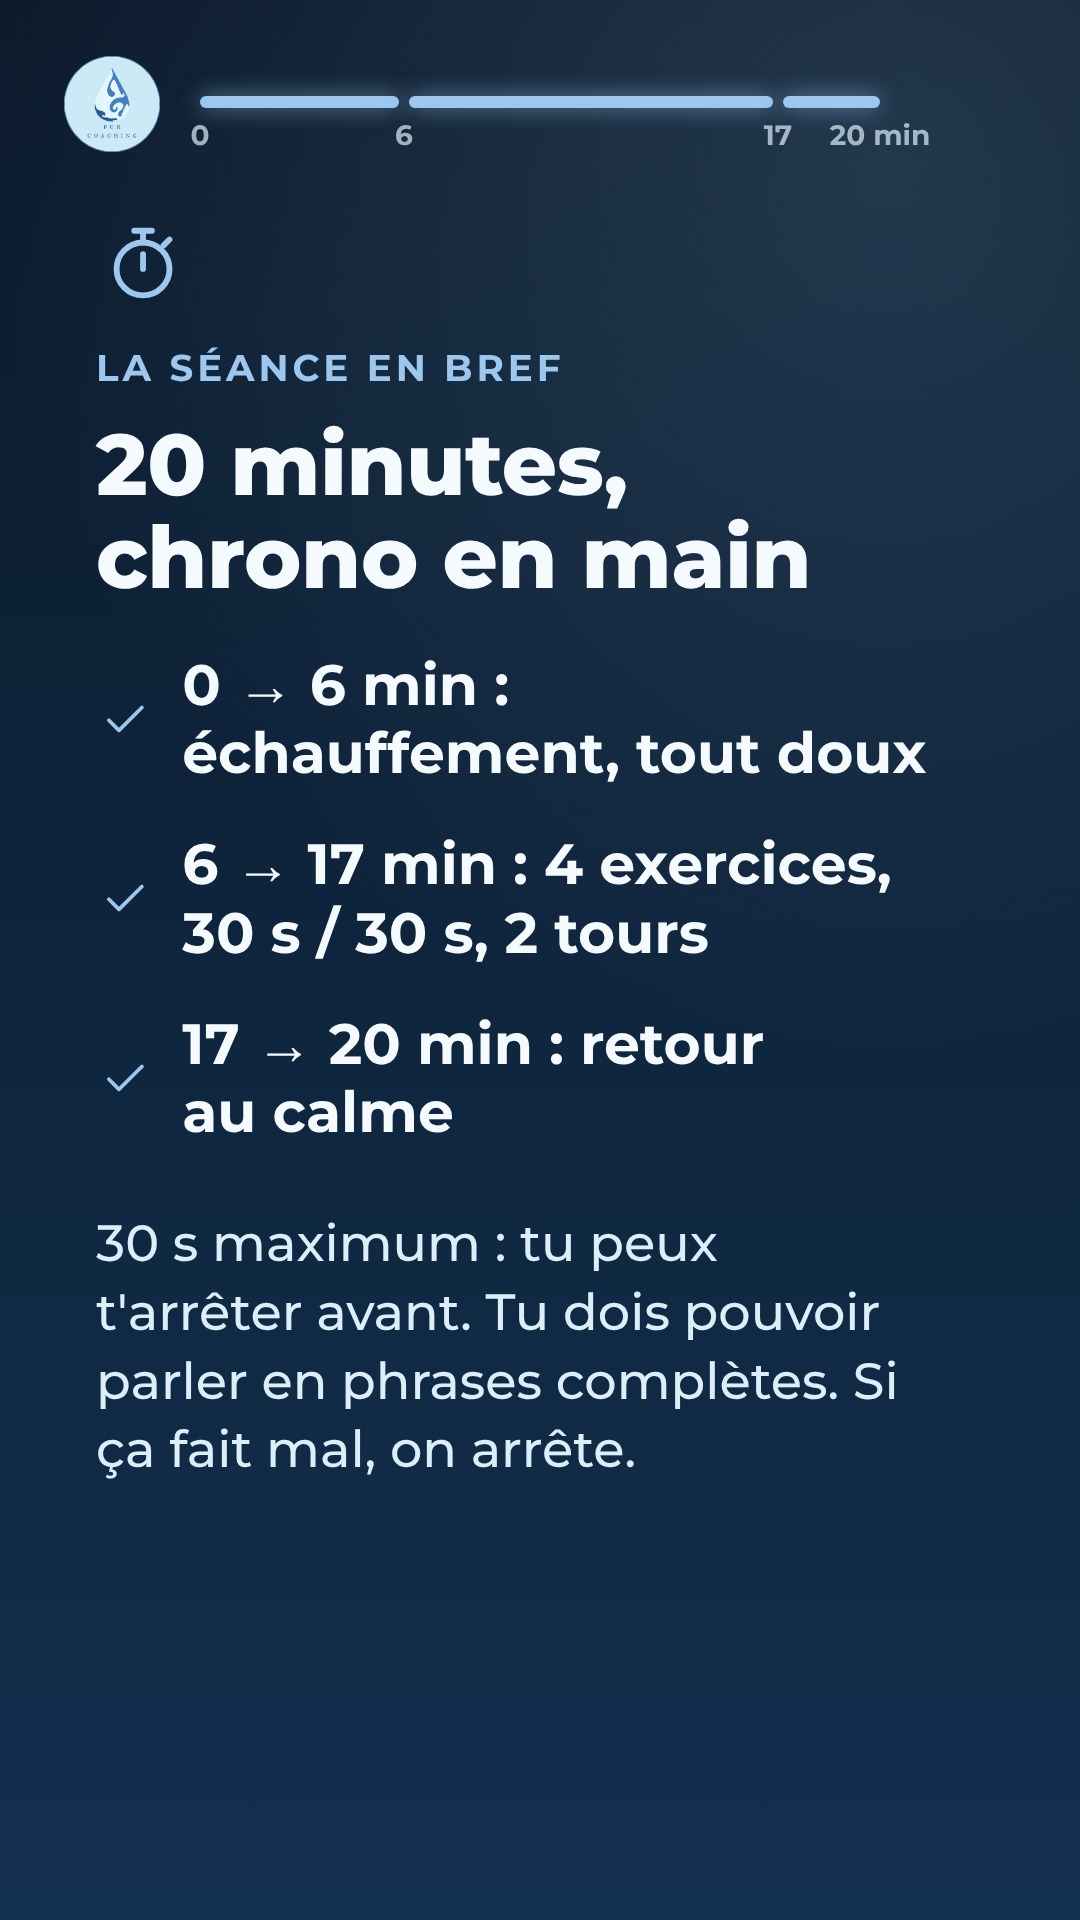 PUR
COACHING
0 6 17 20 min
LA SÉANCE EN BREF
20 minutes,
chrono en main
0 → 6 min :
échauffement, tout doux
6 → 17 min : 4 exercices,
30 s / 30 s, 2 tours
17 → 20 min : retour
au calme
30 s maximum : tu peux
t'arrêter avant. Tu dois pouvoir
parler en phrases complètes. Si
ça fait mal, on arrête.